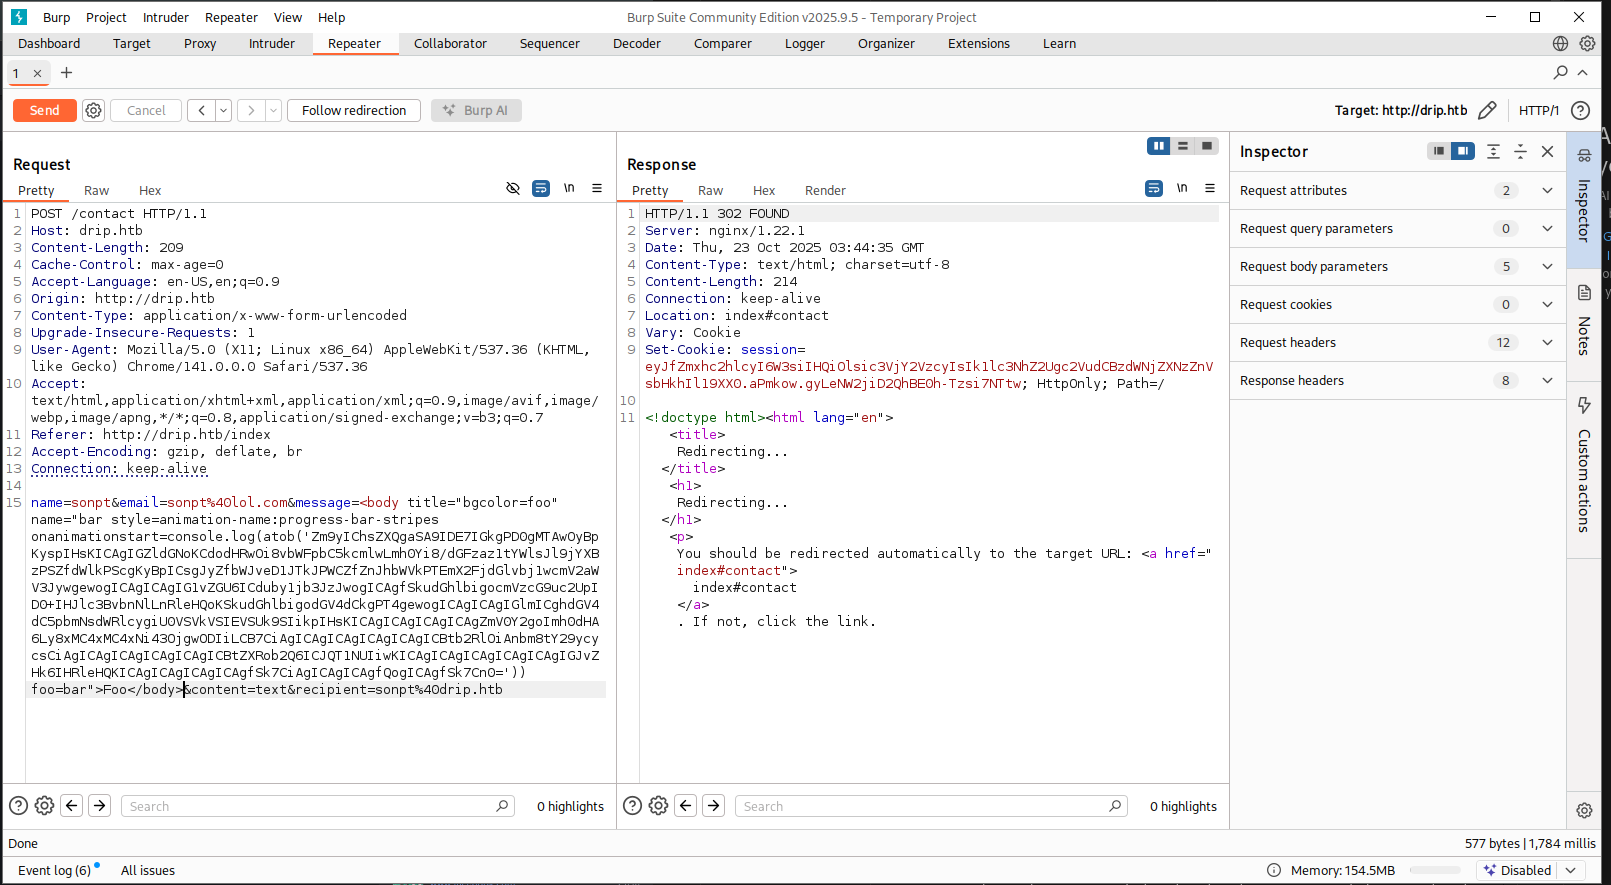 Burp Project Intruder Repeater View Help
Burp Suite Community Edition v2025.9.5 - Temporary Project
Dashboard Target Proxy Intruder Repeater Collaborator Sequencer Decoder Comparer Logger Organizer Extensions Learn
1
Send Cancel Follow redirection Burp AI
Target: http://drip.htb HTTP/1
Request
Pretty Raw Hex
\n
1 POST /contact HTTP/1.1
2 Host: drip.htb
3 Content-Length: 209
4 Cache-Control: max-age=0
5 Accept-Language: en-US,en;q=0.9
6 Origin: http://drip.htb
7 Content-Type: application/x-www-form-urlencoded
8 Upgrade-Insecure-Requests: 1
9 User-Agent: Mozilla/5.0 (X11; Linux x86_64) AppleWebKit/537.36 (KHTML,
like Gecko) Chrome/141.0.0.0 Safari/537.36
10 Accept:
text/html,application/xhtml+xml,application/xml;q=0.9,image/avif,image/
webp,image/apng,*/*;q=0.8,application/signed-exchange;v=b3;q=0.7
11 Referer: http://drip.htb/index
12 Accept-Encoding: gzip, deflate, br
13 Connection: keep-alive
14
15 name=sonpt&email=sonpt%40lol.com&message=<body title="bgcolor=foo"
name="bar style=animation-name:progress-bar-stripes
foo=bar">Foo</body>&content=text&recipient=sonpt%40drip.htb
Search
0 highlights
Response
Pretty Raw Hex Render
\n
1 HTTP/1.1 302 FOUND
2 Server: nginx/1.22.1
3 Date: Thu, 23 Oct 2025 03:44:35 GMT
4 Content-Type: text/html; charset=utf-8
5 Content-Length: 214
6 Connection: keep-alive
7 Location: index#contact
8 Vary: Cookie
9 Set-Cookie: session=
HttpOnly; Path=/
10
11 <!doctype html><html lang="en">
<title>
Redirecting...
</title>
<h1>
Redirecting...
</h1>
<p>
You should be redirected automatically to the target URL: <a href="
index#contact">
index#contact
</a>
. If not, click the link.
Search
0 highlights
Inspector
Request attributes 2
Request query parameters 0
Request body parameters 5
Request cookies 0
Request headers 12
Response headers 8
Inspector
Notes
Custom actions
Done
577 bytes | 1,784 millis
Event log (6) All issues
Memory: 154.5MB
Disabled